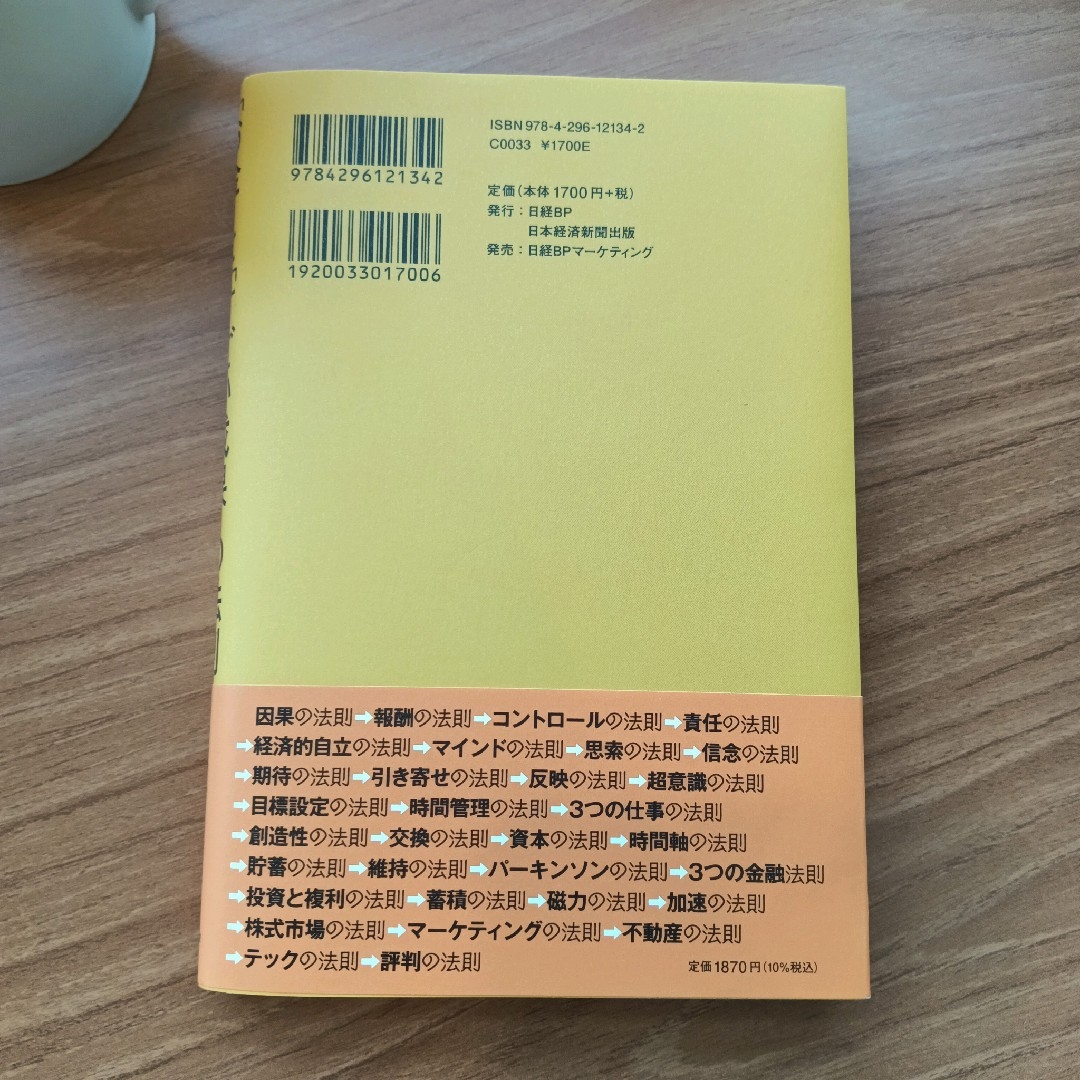 9784296121342
1920033017006
ISBN978-4-296-12134-2
C0033 ¥1700E
定価(本体1700円+税)
発行:日経BP
日本経済新聞出版
発売:日経BPマーケティング
因果の法則➡報酬の法則➡コントロールの法則➡責任の法則
➡経済的自立の法則➡マインドの法則➡思索の法則➡信念の法則
➡期待の法則➡引き寄せの法則➡反映の法則➡超意識の法則
➡目標設定の法則➡時間管理の法則➡3つの仕事の法則
➡創造性の法則➡交換の法則➡資本の法則➡時間軸の法則
➡貯蓄の法則➡維持の法則➡パーキンソンの法則➡3つの金融法則
➡投資と複利の法則➡蓄積の法則➡磁力の法則➡加速の法則
➡株式市場の法則➡マーケティングの法則➡不動産の法則
➡テックの法則➡評判の法則
定価1870円(10%税込)